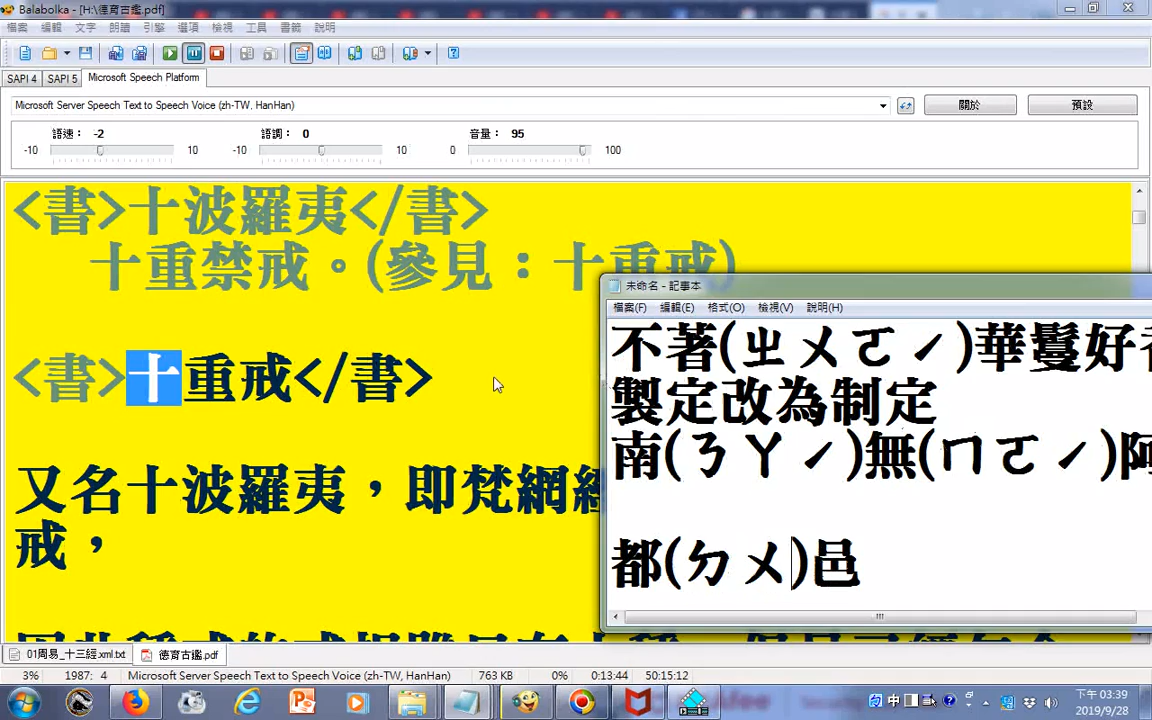 Balabolka - [H:\德育古鑑.pdf]
檔案 編輯 文字 朗讀 引擎 選項 檢視 工具 書籤 說明
SAPI 4 SAPI 5 Microsoft Speech Platform
Microsoft Server Speech Text to Speech Voice (zh-TW, HanHan)
關於 預設
語速： -2 語調： 0 音量： 95
-10 10 -10 10 0 100
<書>十波羅夷</書>
十重禁戒。(參見：十重戒)
<書>十重戒</書>
又名十波羅夷，即梵網經
戒，
未命名 - 記事本
檔案(F) 編輯(E) 格式(O) 檢視(V) 說明(H)
不著(ㄓㄨㄛˊ)華鬘好香
製定改為制定
南(ㄋㄚˊ)無(ㄇㄛˊ)阿
都(ㄉㄨ)邑
01周易_十三經.xml.txt 德育古鑑.pdf
3% 1987: 4 Microsoft Server Speech Text to Speech Voice (zh-TW, HanHan) 763 KB 0% 0:13:44 50:15:12
中
下午 03:39
2019/9/28